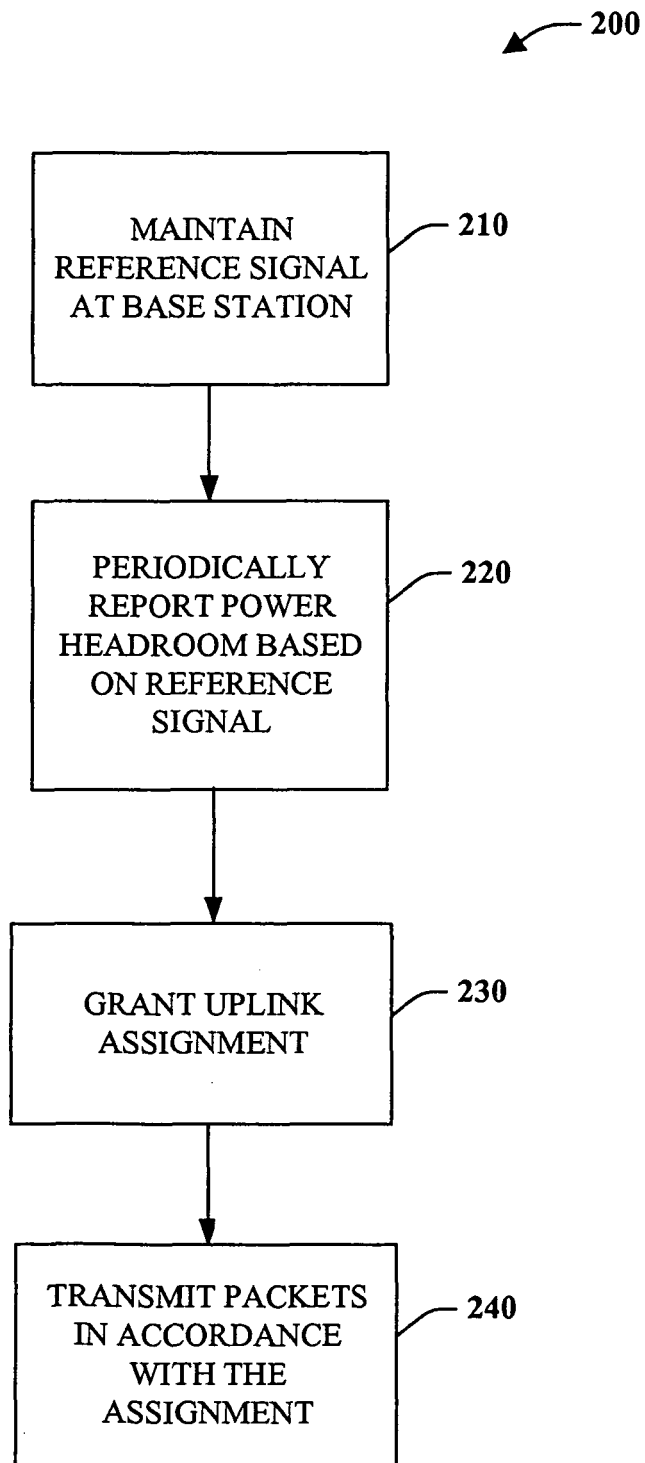 200
MAINTAIN
REFERENCE SIGNAL
AT BASE STATION
210
PERIODICALLY
REPORT POWER
HEADROOM BASED
ON REFERENCE
SIGNAL
220
GRANT UPLINK
ASSIGNMENT
230
TRANSMIT PACKETS
IN ACCORDANCE
WITH THE
ASSIGNMENT
240